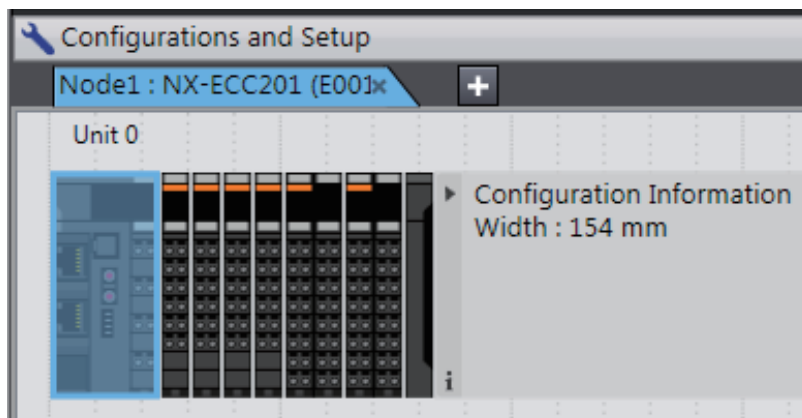 Configurations and Setup
Node1 : NX-ECC201 (E001
Unit 0
Configuration Information
Width : 154 mm